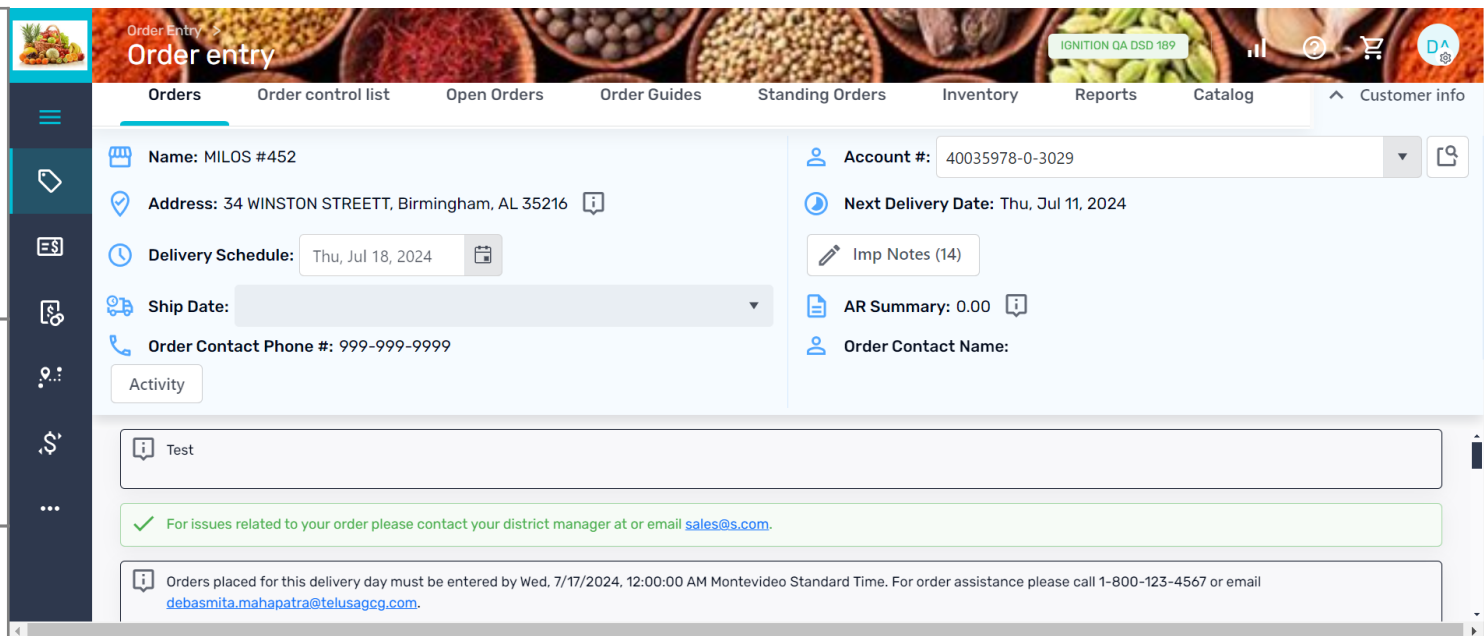 Order Entry >
Order entry
IGNITION QA DSD 189
D^
Orders Order control list Open Orders Order Guides Standing Orders Inventory Reports Catalog Customer info
Name: MILOS #452
Account #: 40035978-0-3029
Address: 34 WINSTON STREETT, Birmingham, AL 35216
Next Delivery Date: Thu, Jul 11, 2024
Delivery Schedule: Thu, Jul 18, 2024
Imp Notes (14)
Ship Date:
AR Summary: 0.00
Order Contact Phone #: 999-999-9999
Order Contact Name:
Activity
Test
For issues related to your order please contact your district manager at or email sales@s.com.
Orders placed for this delivery day must be entered by Wed, 7/17/2024, 12:00:00 AM Montevideo Standard Time. For order assistance please call 1-800-123-4567 or email
debasmita.mahapatra@telusagcg.com.